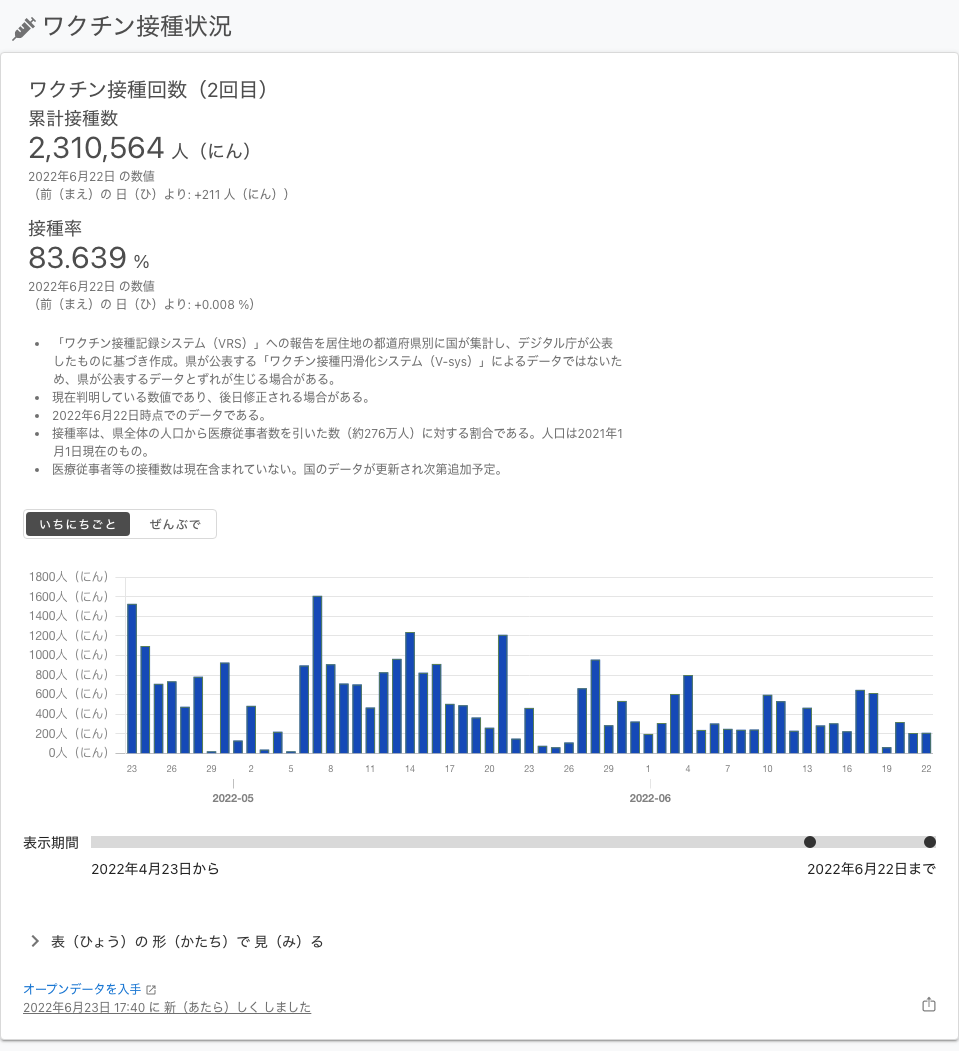 ワクチン接種状況
ワクチン接種回数（2回目）
累計接種数
2,310,564 人（にん）
2022年6月22日 の数値
（前（まえ）の 日（ひ）より: +211 人（にん））
接種率
83.639 %
2022年6月22日 の数値
（前（まえ）の 日（ひ）より: +0.008 %）
• 「ワクチン接種記録システム（VRS）」への報告を居住地の都道府県別に国が集計し、デジタル庁が公表
したものに基づき作成。県が公表する「ワクチン接種円滑化システム（V-sys）」によるデータではないた
め、県が公表するデータとずれが生じる場合がある。
• 現在判明している数値であり、後日修正される場合がある。
• 2022年6月22日時点でのデータである。
• 接種率は、県全体の人口から医療従事者数を引いた数（約276万人）に対する割合である。人口は2021年1
月1日現在のもの。
• 医療従事者等の接種数は現在含まれていない。国のデータが更新され次第追加予定。
いちにちごと ぜんぶで
1800人（にん）
1600人（にん）
1400人（にん）
1200人（にん）
1000人（にん）
800人（にん）
600人（にん）
400人（にん）
200人（にん）
0人（にん）
23 26 29 2 5 8 11 14 17 20 23 26 29 1 4 7 10 13 16 19 22
2022-05 2022-06
表示期間
2022年4月23日から 2022年6月22日まで
表（ひょう）の 形（かたち）で 見（み）る
オープンデータを入手
2022年6月23日 17:40 に 新（あたら）しく しました